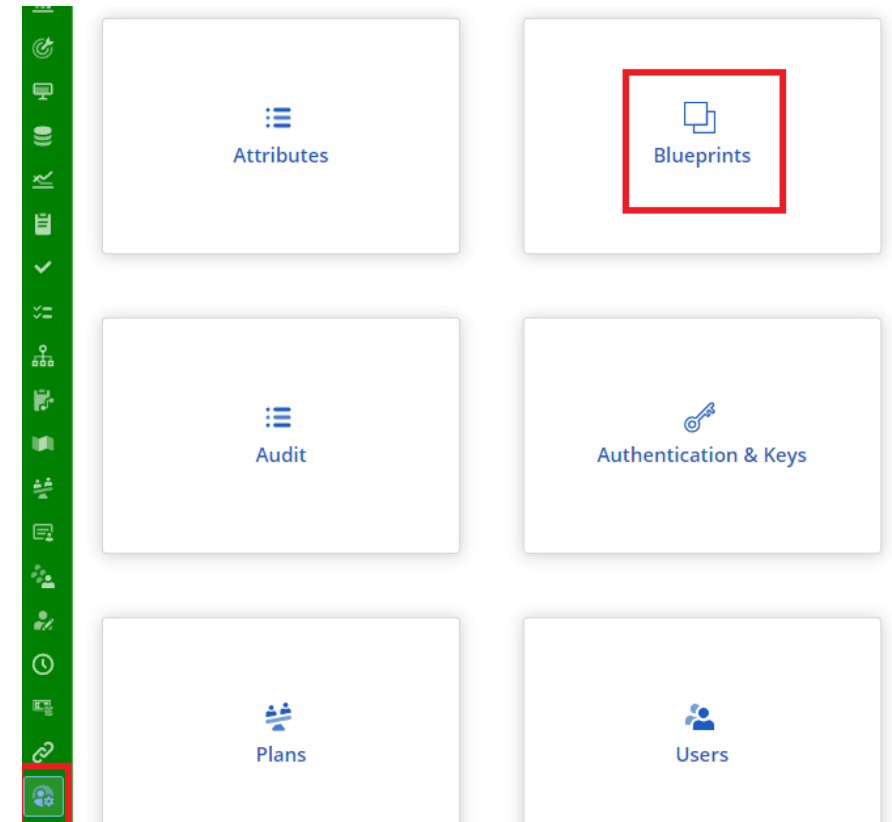 Attributes
Blueprints
Audit
Authentication & Keys
Plans
Users